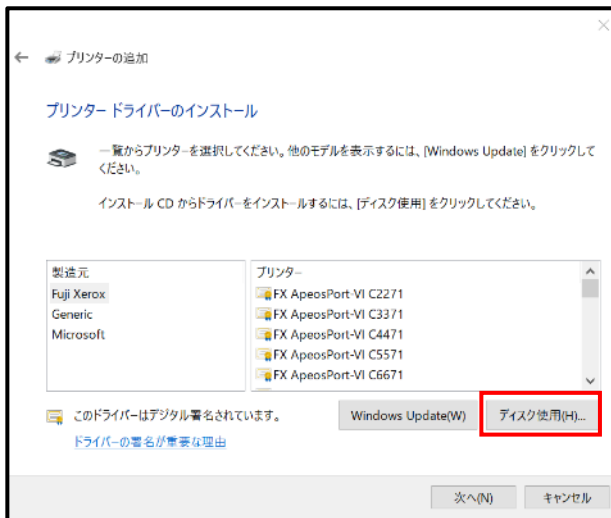 プリンターの追加
プリンター ドライバーのインストール
一覧からプリンターを選択してください。他のモデルを表示するには、[Windows Update] をクリックして
ください。
インストール CD からドライバーをインストールするには、[ディスク使用] をクリックしてください。
製造元
Fuji Xerox
Generic
Microsoft
プリンター
FX ApeosPort-VI C2271
FX ApeosPort-VI C3371
FX ApeosPort-VI C4471
FX ApeosPort-VI C5571
FX ApeosPort-VI C6671
このドライバーはデジタル署名されています。
ドライバーの署名が重要な理由
Windows Update(W)
ディスク使用(H)...
次へ(N)
キャンセル